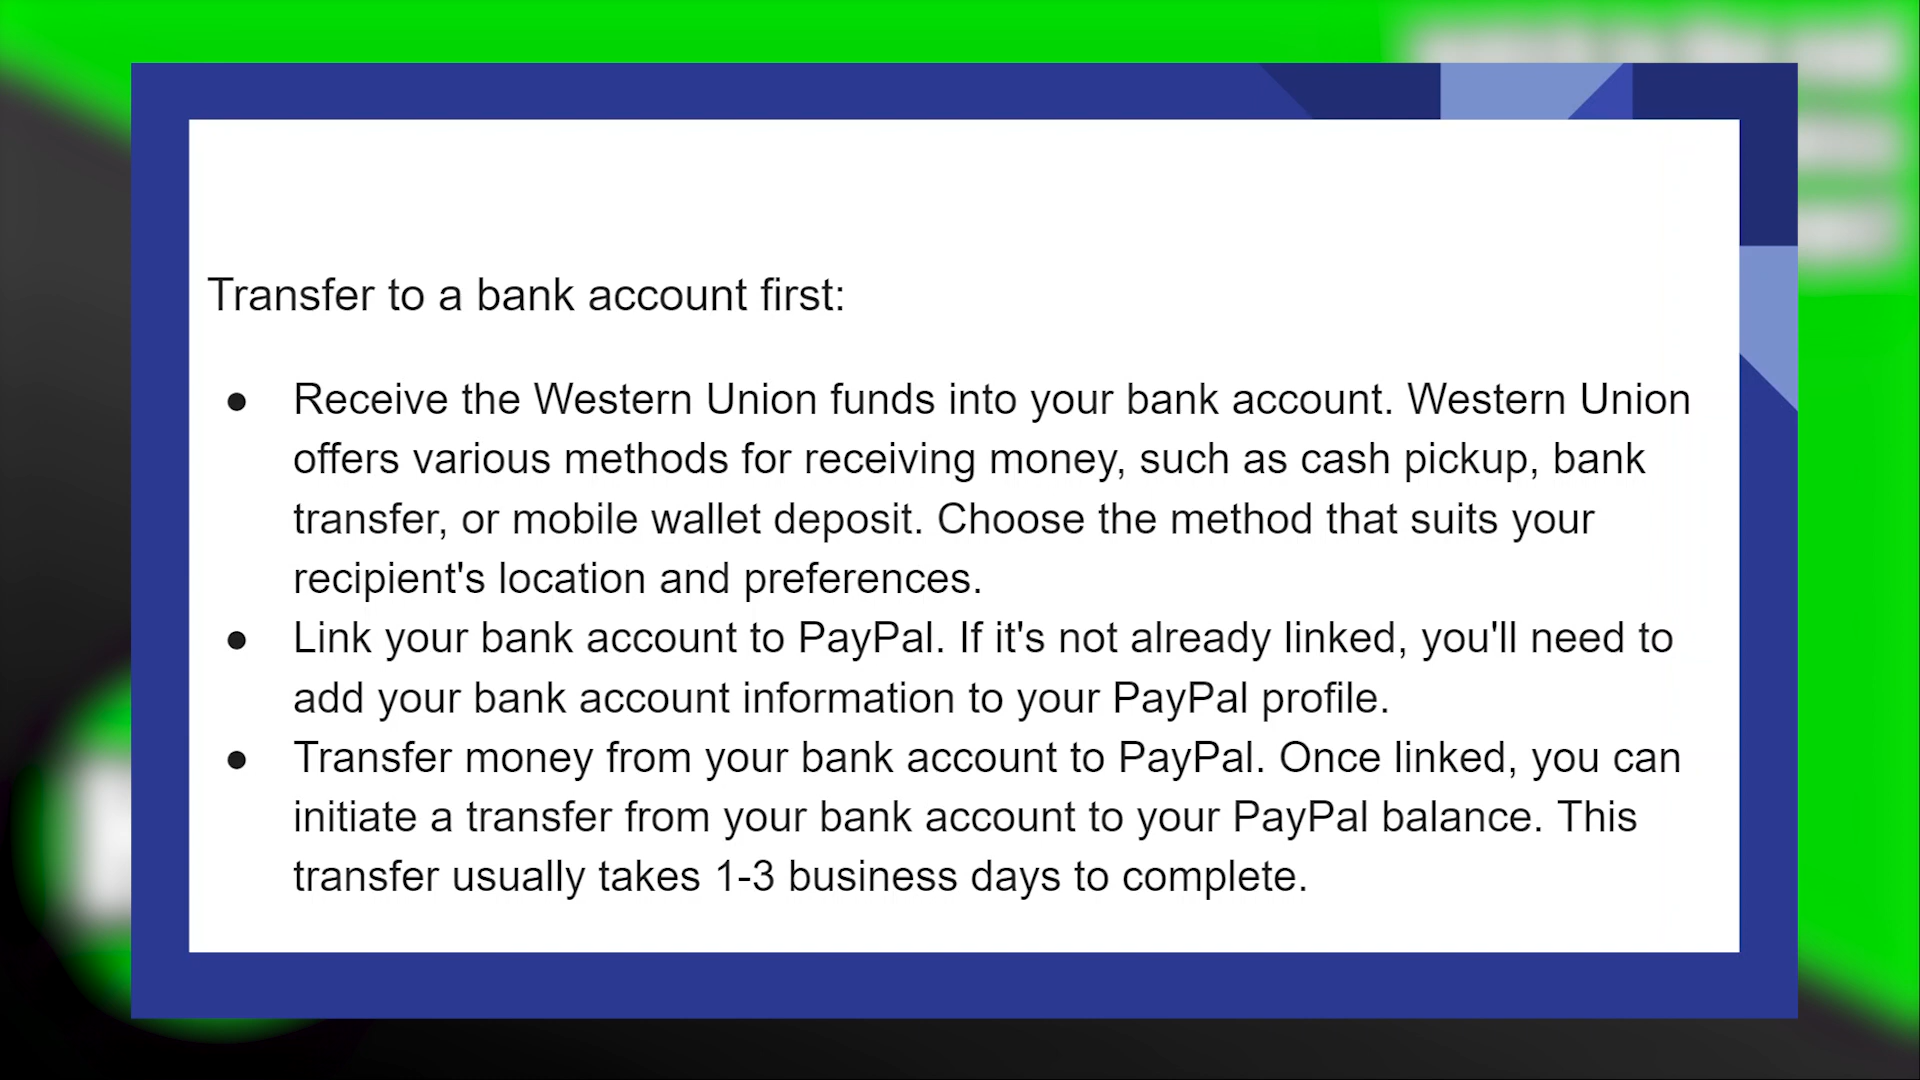 Transfer to a bank account first:
● Receive the Western Union funds into your bank account. Western Union
offers various methods for receiving money, such as cash pickup, bank
transfer, or mobile wallet deposit. Choose the method that suits your
recipient's location and preferences.
● Link your bank account to PayPal. If it's not already linked, you'll need to
add your bank account information to your PayPal profile.
● Transfer money from your bank account to PayPal. Once linked, you can
initiate a transfer from your bank account to your PayPal balance. This
transfer usually takes 1-3 business days to complete.